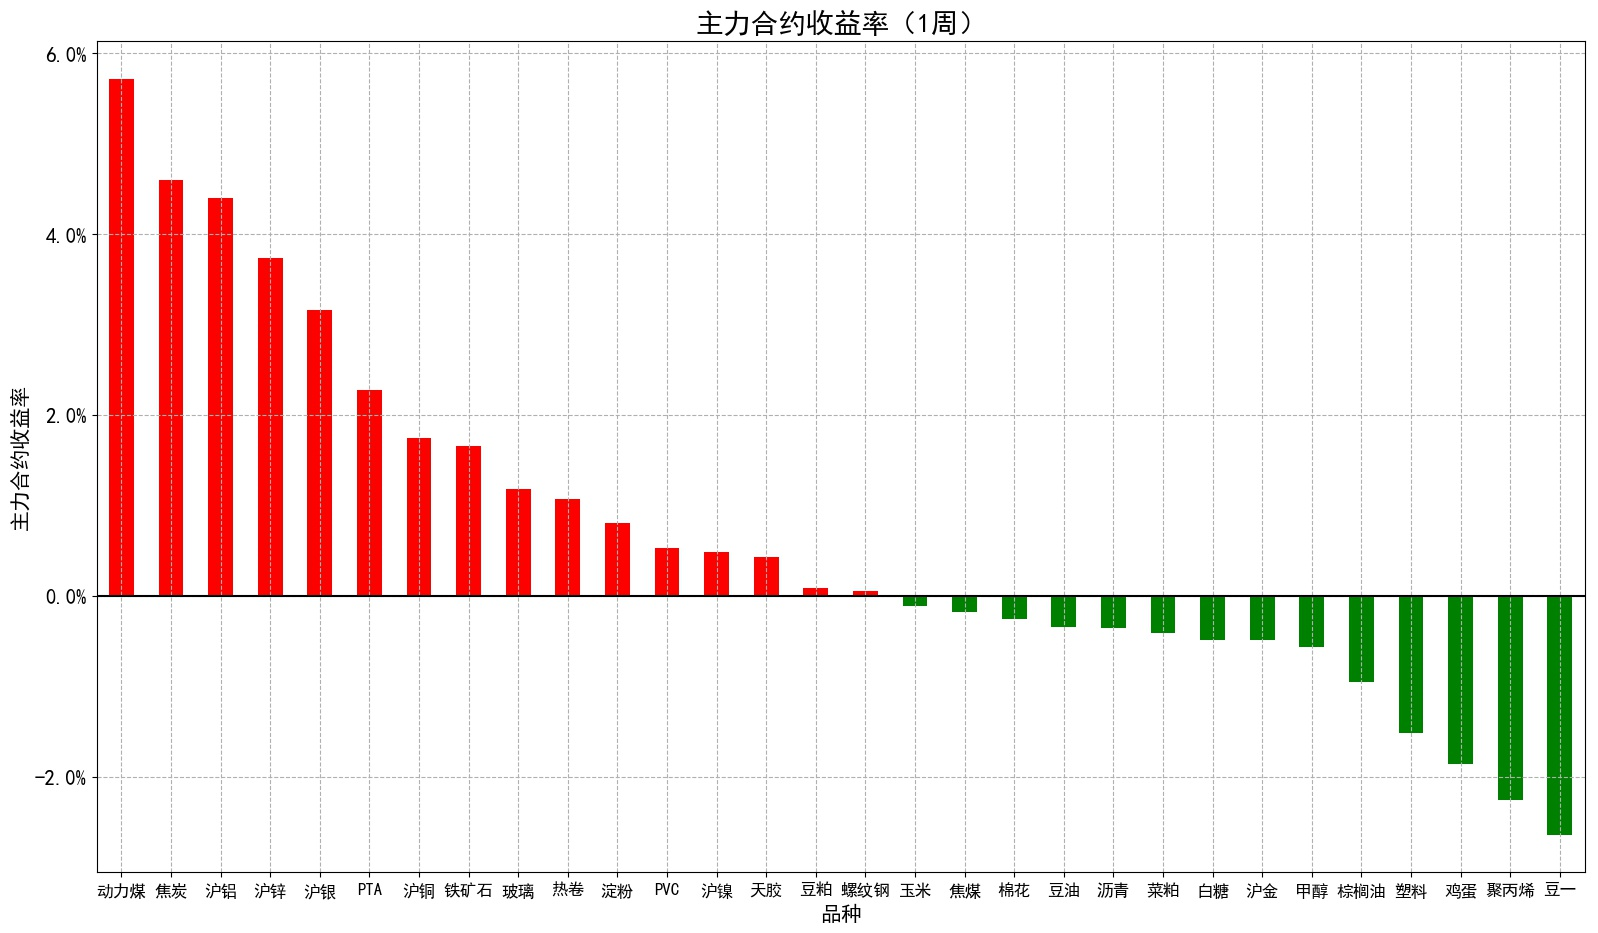 主力合约收益率（1周）
6.0%
4.0%
2.0%
0.0%
−2.0%
主力合约收益率
动力煤 焦炭 沪铝 沪锌 沪银 PTA 沪铜 铁矿石 玻璃 热卷 淀粉 PVC 沪镍 天胶 豆粕 螺纹钢 玉米 焦煤 棉花 豆油 沥青 菜粕 白糖 沪金 甲醇 棕榈油 塑料 鸡蛋 聚丙烯 豆一
品种